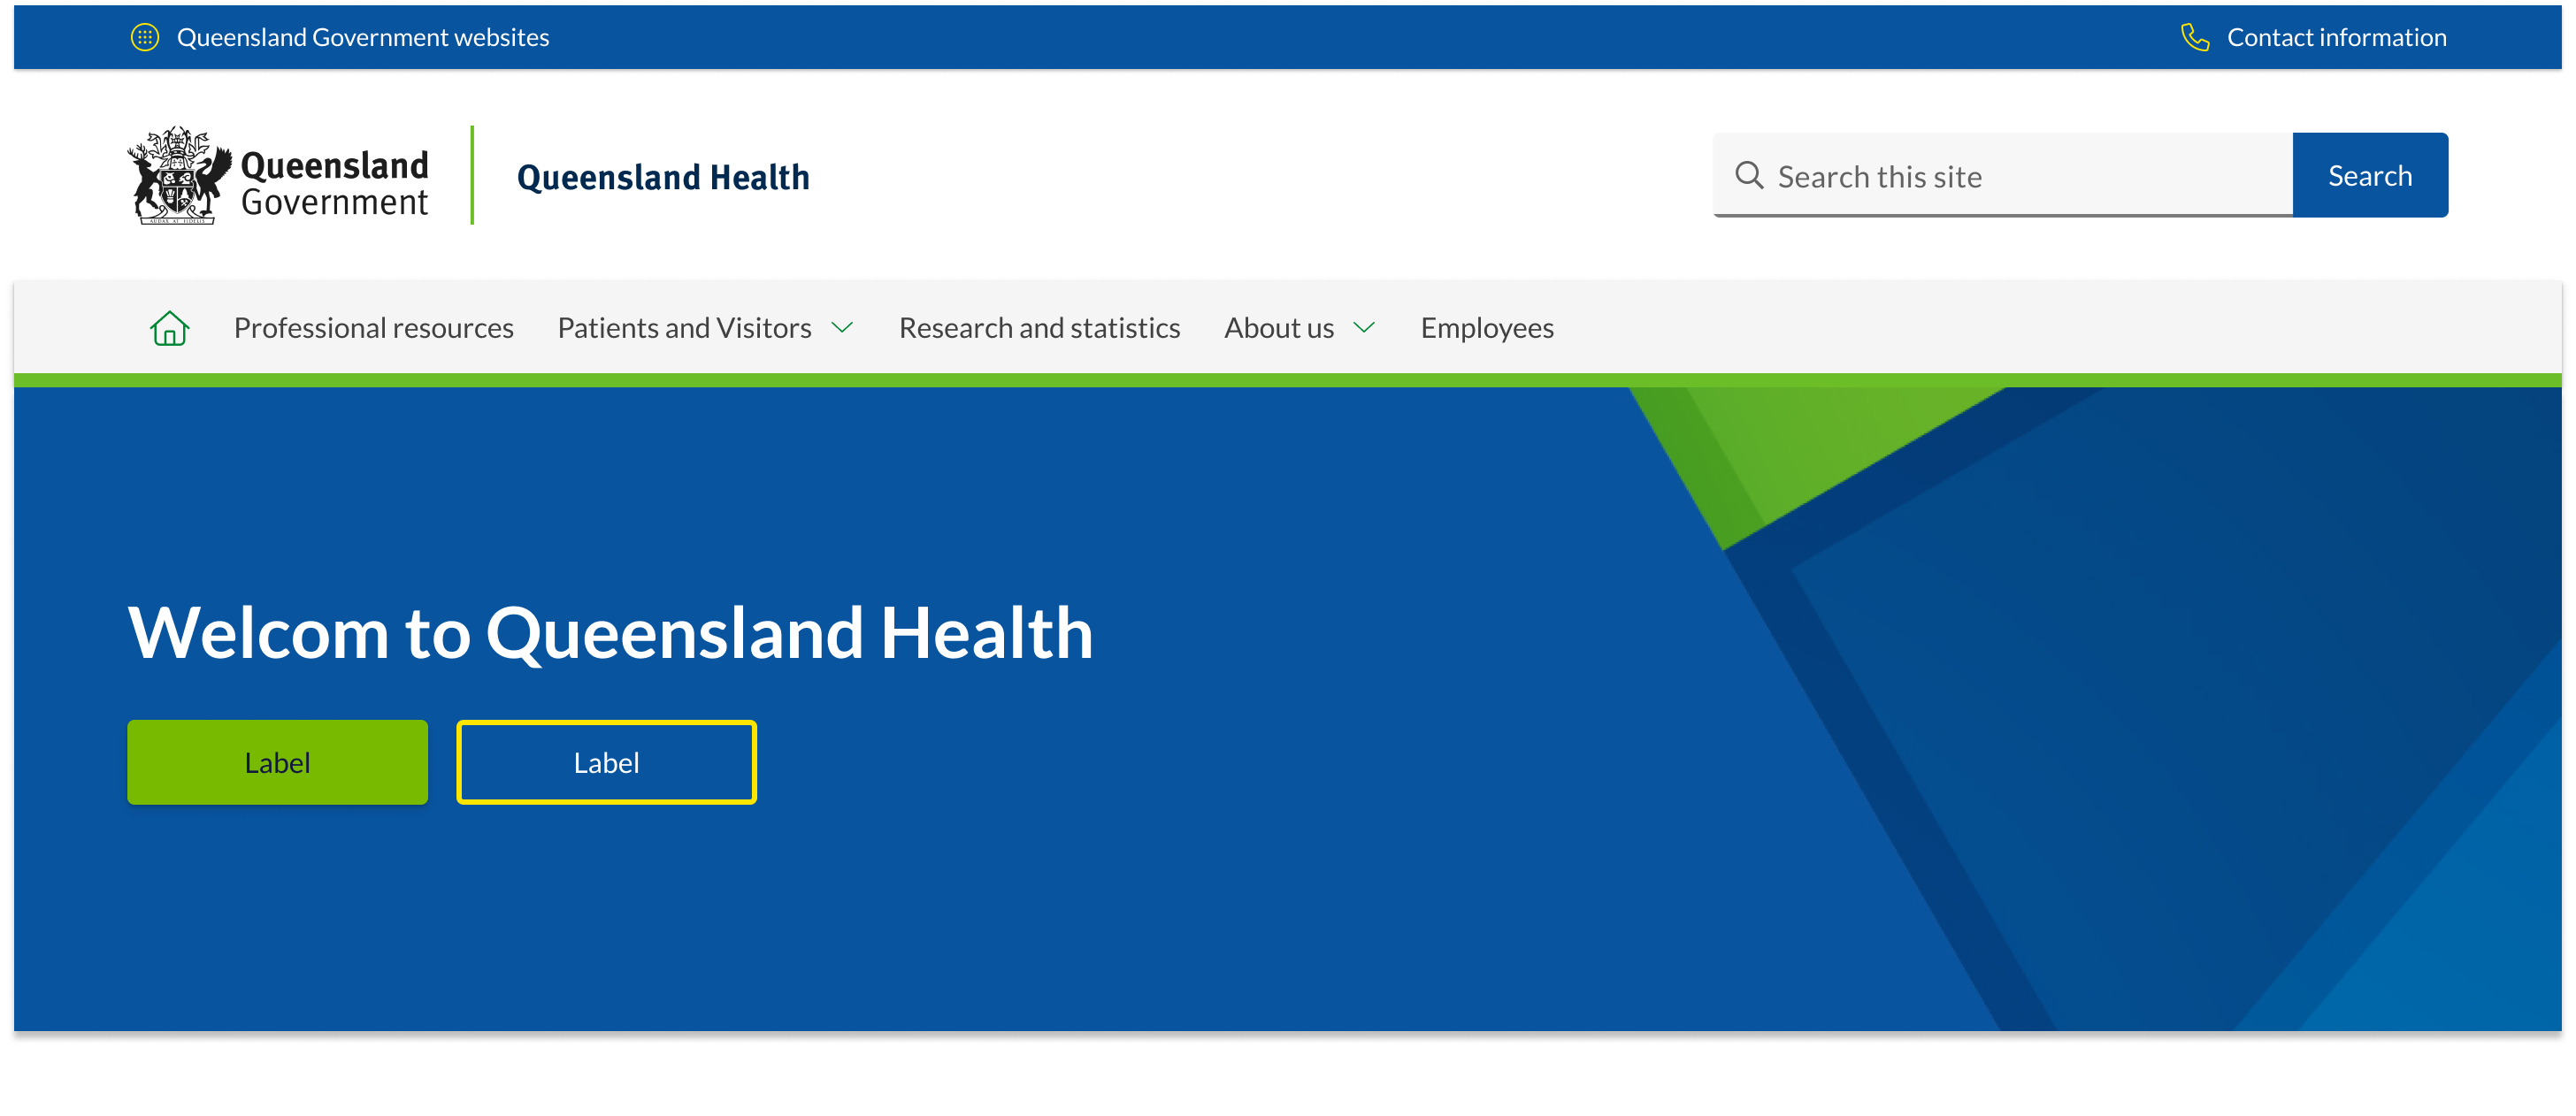 Queensland Government websites
Contact information
Queensland
Government
Queensland Health
Search this site
Search
Professional resources
Patients and Visitors
Research and statistics
About us
Employees
Welcom to Queensland Health
Label
Label